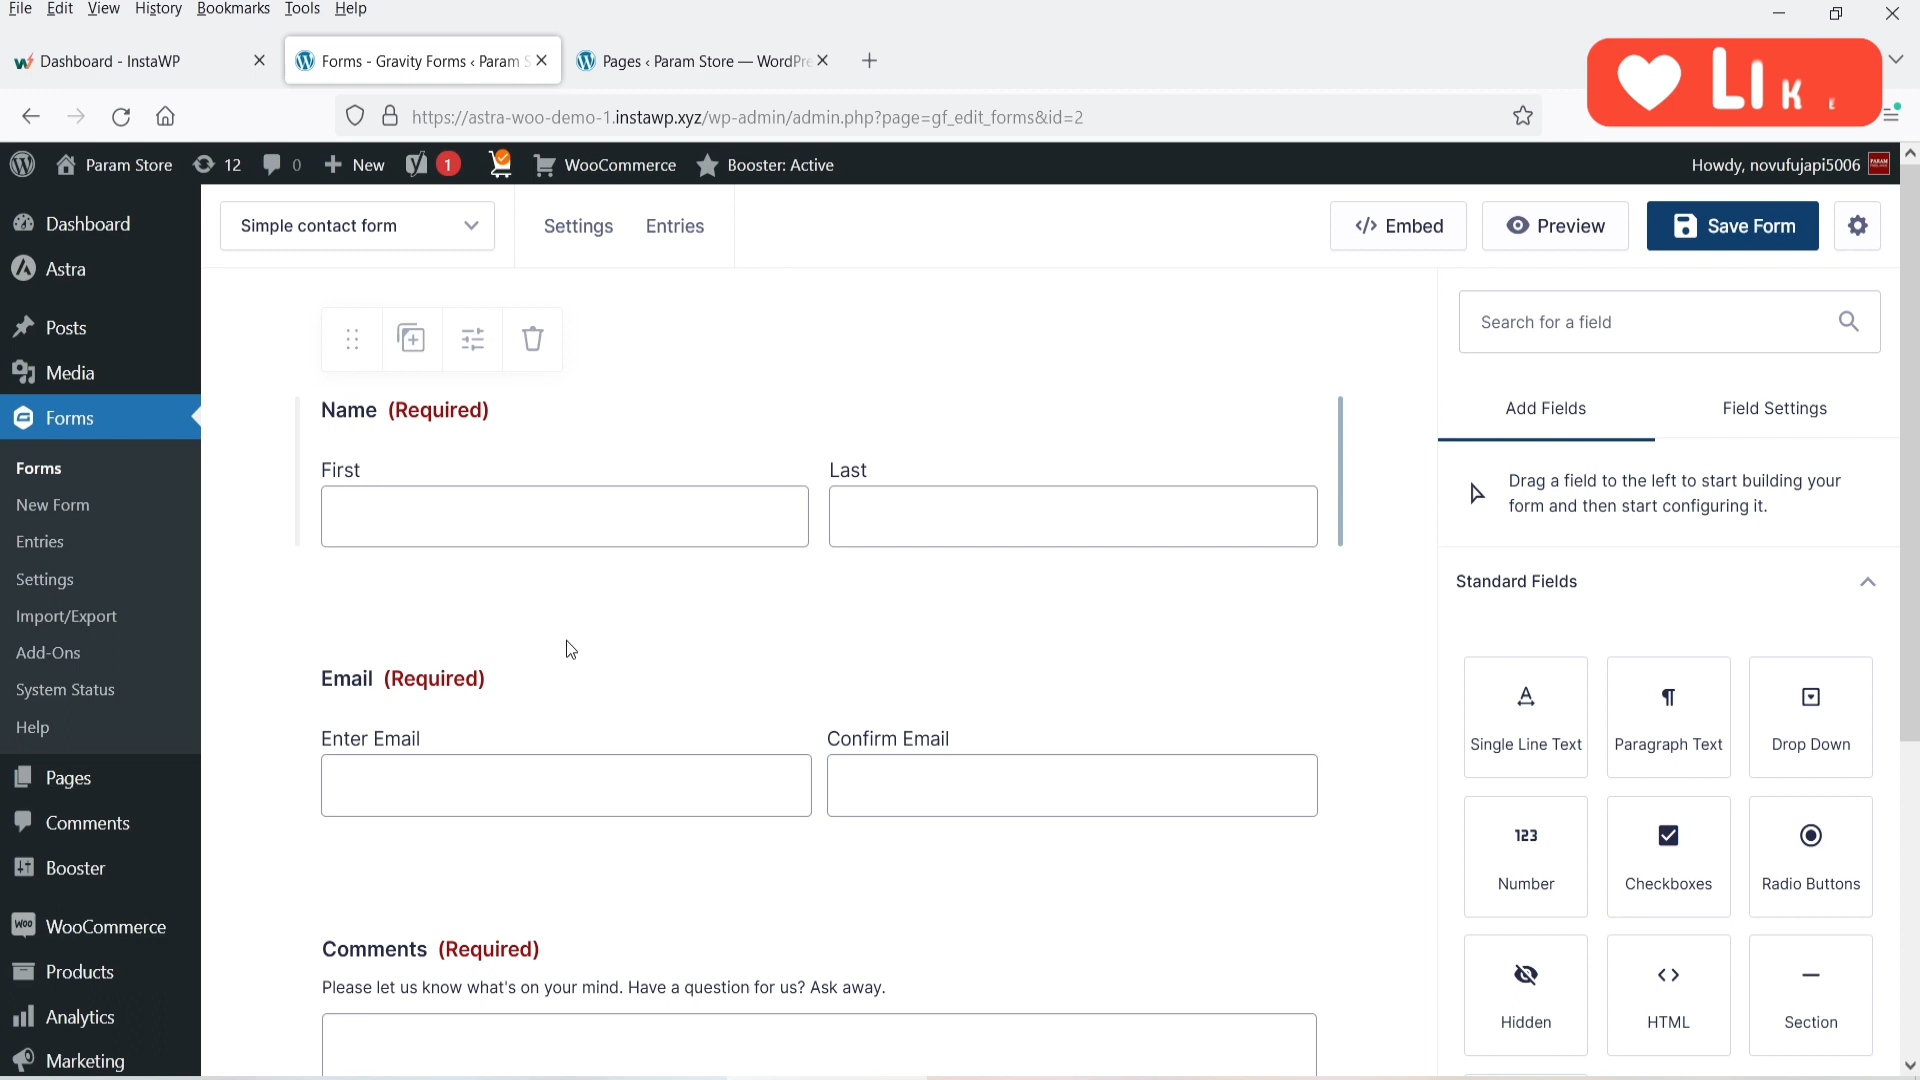 File Edit View History Bookmarks Tools Help
Dashboard - InstaWP
Forms - Gravity Forms ‹ Param S
Pages ‹ Param Store — WordPre
https://astra-woo-demo-1.instawp.xyz/wp-admin/admin.php?page=gf_edit_forms&id=2
LIKE
Param Store 12 0 New 1 WooCommerce Booster: Active Howdy, novufujapi5006
Dashboard
Astra
Posts
Media
Forms
Forms
New Form
Entries
Settings
Import/Export
Add-Ons
System Status
Help
Pages
Comments
Booster
WooCommerce
Products
Analytics
Marketing
Simple contact form Settings Entries </> Embed Preview Save Form
Name (Required)
First Last
Email (Required)
Enter Email Confirm Email
Comments (Required)
Please let us know what's on your mind. Have a question for us? Ask away.
Search for a field
Add Fields Field Settings
Drag a field to the left to start building your
form and then start configuring it.
Standard Fields
Single Line Text Paragraph Text Drop Down
123
Number Checkboxes Radio Buttons
Hidden HTML Section